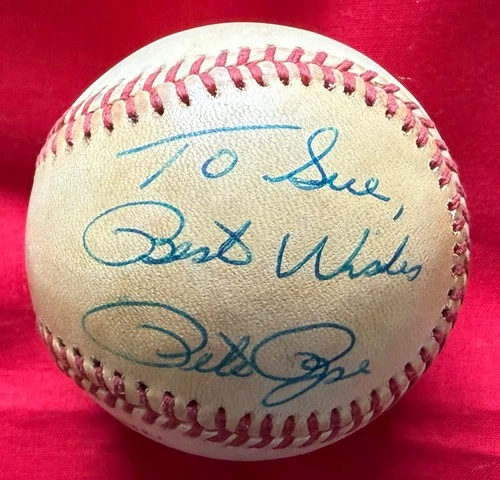 To Sue,
Best Wishes
Pete Rose